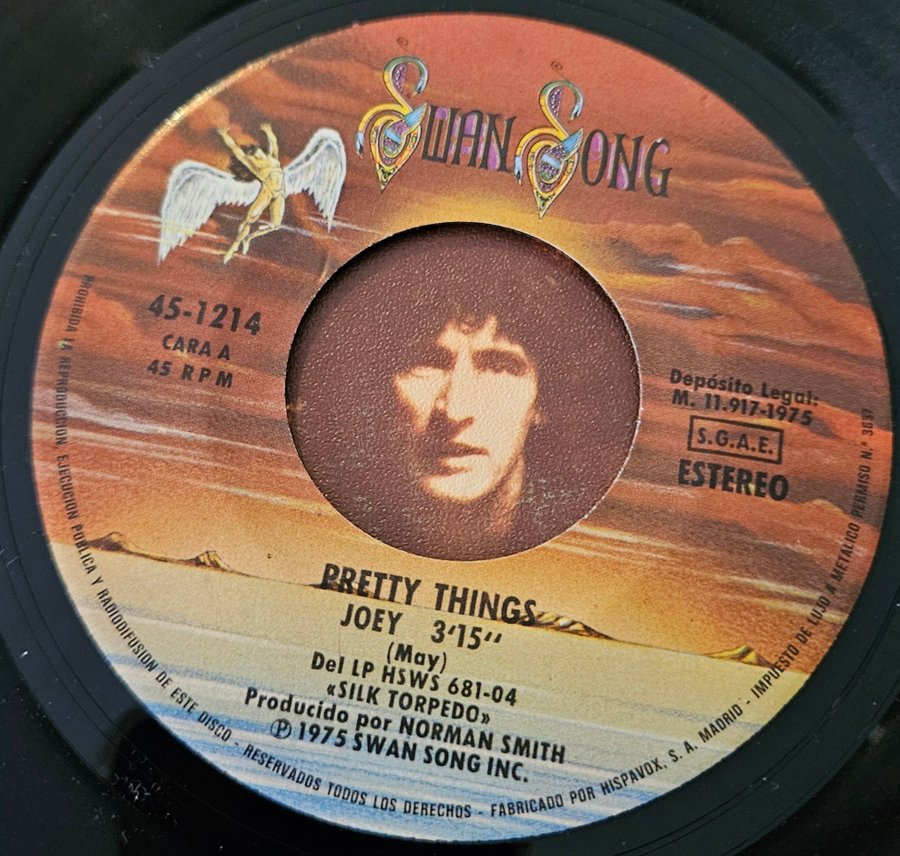 SWAN SONG
45-1214
CARA A
45 RPM
Depósito Legal:
M. 11.917-1975
S.G.A.E.
ESTEREO
PRETTY THINGS
JOEY 3'15''
(May)
Del LP HSWS 681-04
«SILK TORPEDO»
Producido por NORMAN SMITH
Ⓟ 1975 SWAN SONG INC.
PROHIBIDA LA REPRODUCCION, EJECUCION PUBLICA Y RADIODIFUSION DE ESTE DISCO - RESERVADOS TODOS LOS DERECHOS - FABRICADO POR HISPAVOX, S. A. MADRID - IMPUESTO DE LUJO A METALICO PERMISO N.º 3657